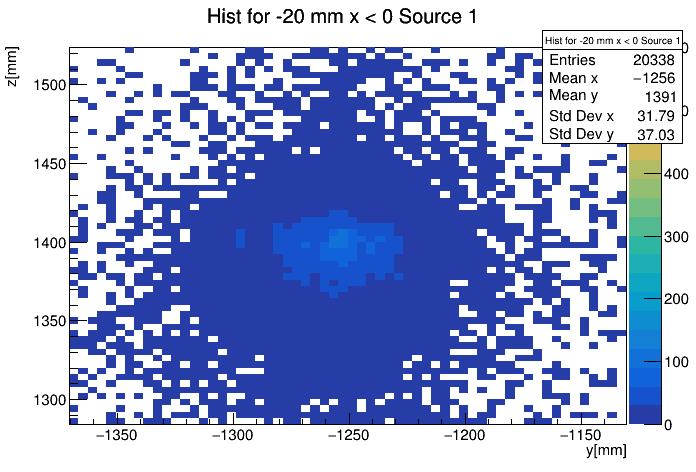 Hist for -20 mm x < 0 Source 1
Hist for -20 mm x < 0 Source 1
Entries 20338
Mean x −1256
Mean y 1391
Std Dev x 31.79
Std Dev y 37.03
z[mm]
1500
1450
1400
1350
1300
−1350 −1300 −1250 −1200 −1150
y[mm]
400
300
200
100
0